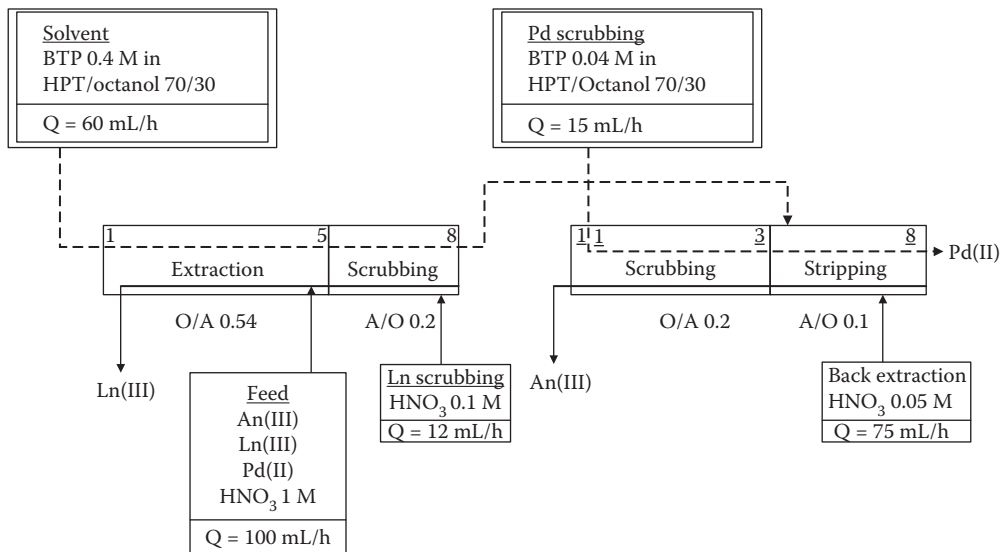 Solvent
BTP 0.4 M in
HPT/octanol 70/30
Q = 60 mL/h
Pd scrubbing
BTP 0.04 M in
HPT/Octanol 70/30
Q = 15 mL/h
1 5 8
Extraction Scrubbing
1 1 3 8
Scrubbing Stripping
Pd(II)
O/A 0.54 A/O 0.2
O/A 0.2 A/O 0.1
Ln(III)
Feed
An(III)
Ln(III)
Pd(II)
HNO3 1 M
Q = 100 mL/h
Ln scrubbing
HNO3 0.1 M
Q = 12 mL/h
An(III)
Back extraction
HNO3 0.05 M
Q = 75 mL/h